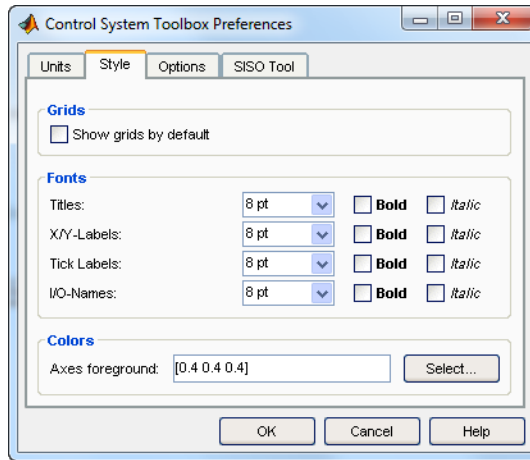 Control System Toolbox Preferences
Units Style Options SISO Tool
Grids
Show grids by default
Fonts
Titles: 8 pt Bold Italic
X/Y-Labels: 8 pt Bold Italic
Tick Labels: 8 pt Bold Italic
I/O-Names: 8 pt Bold Italic
Colors
Axes foreground: [0.4 0.4 0.4] Select...
OK Cancel Help